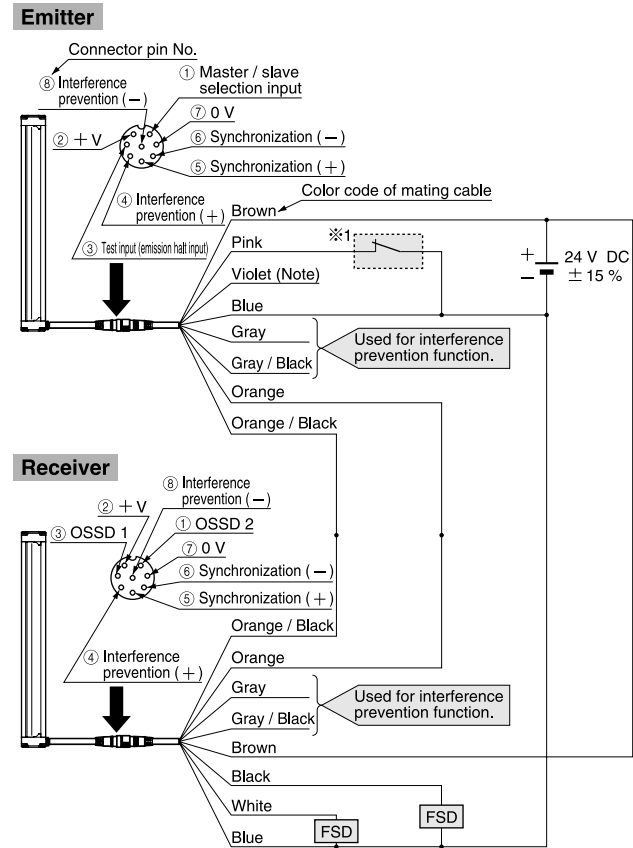 Emitter
Connector pin No.
⑧ Interference
prevention (−)
① Master / slave
selection input
⑦ 0 V
② + V
⑥ Synchronization (−)
⑤ Synchronization (+)
④ Interference
prevention (+)
③ Test input (emission halt input)
Color code of mating cable
Brown
Pink
※1
Violet (Note)
Blue
Gray
Gray / Black
Used for interference
prevention function.
Orange
Orange / Black
+
−
24 V DC
± 15 %
Receiver
⑧ Interference
prevention (−)
② + V
③ OSSD 1
① OSSD 2
⑦ 0 V
⑥ Synchronization (−)
⑤ Synchronization (+)
④ Interference
prevention (+)
Orange / Black
Orange
Gray
Gray / Black
Used for interference
prevention function.
Brown
Black
White
Blue
FSD
FSD